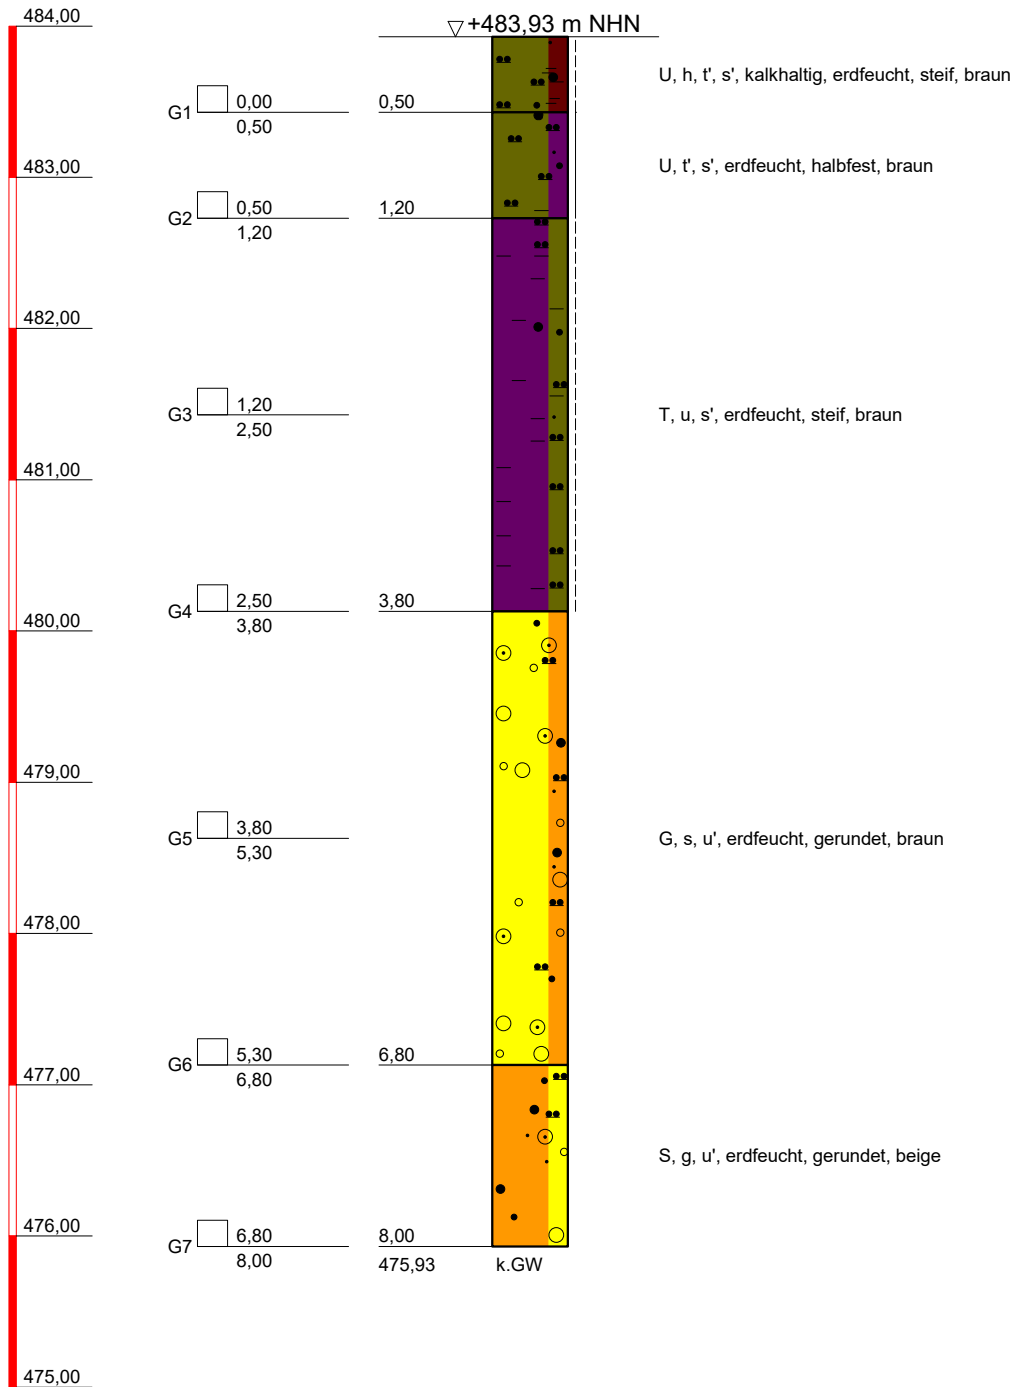 484,00
+483,93 m NHN
U, h, t', s', kalkhaltig, erdfeucht, steif, braun
G1 0,00 0,50
0,50
483,00
U, t', s', erdfeucht, halbfest, braun
G2 0,50 1,20
1,20
482,00
G3 1,20
2,50
T, u, s', erdfeucht, steif, braun
481,00
G4 2,50 3,80
3,80
480,00
479,00
G5 3,80
5,30
G, s, u', erdfeucht, gerundet, braun
478,00
G6 5,30 6,80
6,80
477,00
S, g, u', erdfeucht, gerundet, beige
476,00
G7 6,80 8,00
8,00
475,93 k.GW
475,00